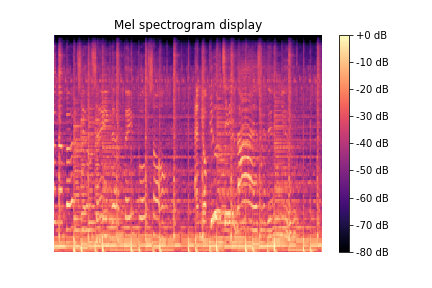 Mel spectrogram display
+0 dB
-10 dB
-20 dB
-30 dB
-40 dB
-50 dB
-60 dB
-70 dB
-80 dB